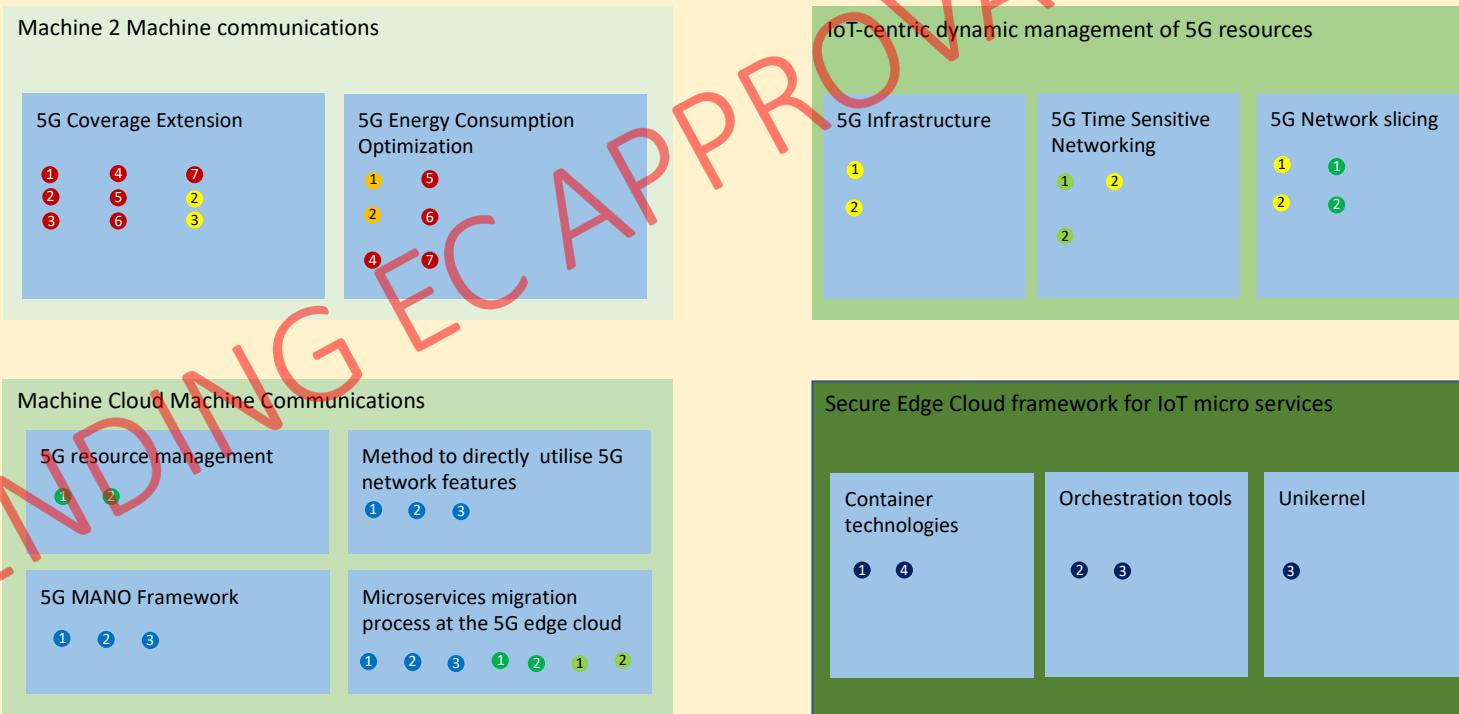 Machine 2 Machine communications
5G Coverage Extension
1 4 7
2 5 2
3 6 3
5G Energy Consumption
Optimization
1 5
2 6
4 7
IoT-centric dynamic management of 5G resources
5G Infrastructure
1
2
5G Time Sensitive
Networking
1 2
2
5G Network slicing
1 1
2 2
Machine Cloud Machine Communications
5G resource management
1 2
Method to directly utilise 5G
network features
1 2 3
5G MANO Framework
1 2 3
Microservices migration
process at the 5G edge cloud
1 2 3 1 2 1 2
Secure Edge Cloud framework for IoT micro services
Container
technologies
1 4
Orchestration tools
2 3
Unikernel
3
ENDING EC APPROVA